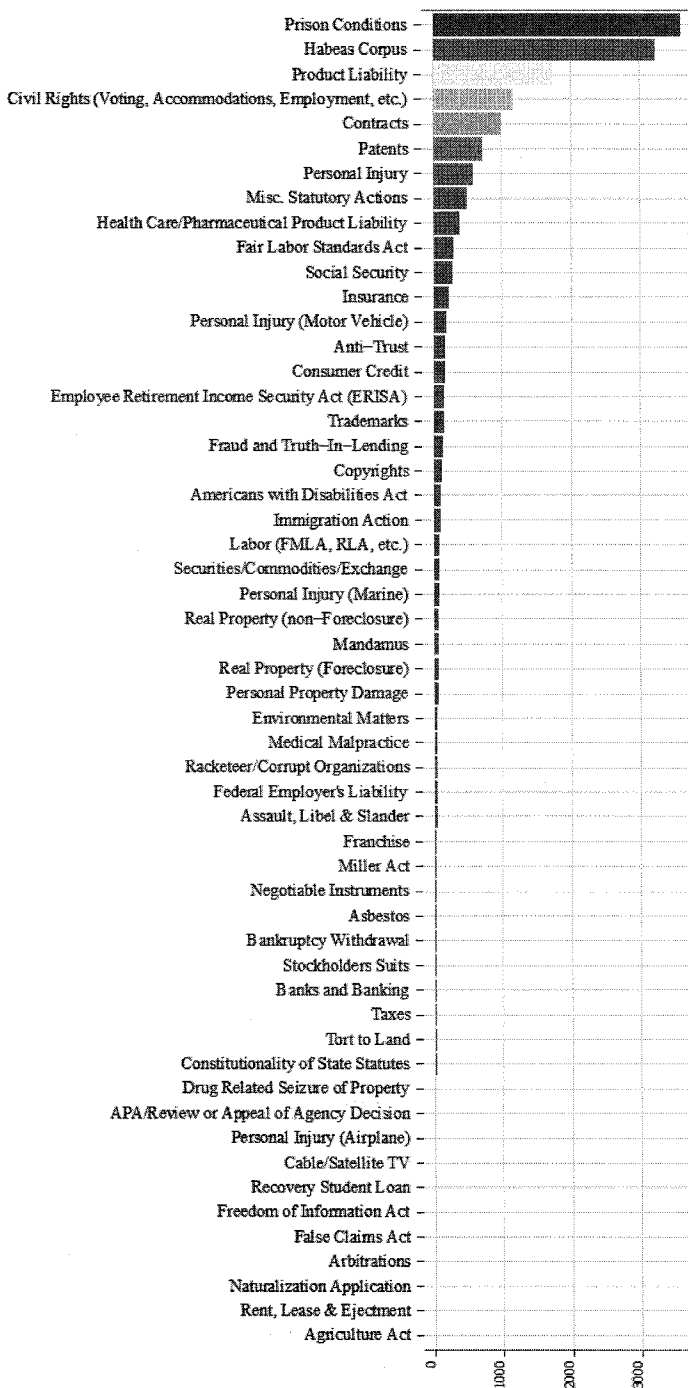 Prison Conditions
Habeas Corpus
Product Liability
Civil Rights (Voting, Accommodations, Employment, etc.)
Contracts
Patents
Personal Injury
Misc. Statutory Actions
Health Care/Pharmaceutical Product Liability
Fair Labor Standards Act
Social Security
Insurance
Personal Injury (Motor Vehicle)
Anti-Trust
Consumer Credit
Employee Retirement Income Security Act (ERISA)
Trademarks
Fraud and Truth-In-Lending
Copyrights
Americans with Disabilities Act
Immigration Action
Labor (FMLA, RLA, etc.)
Securities/Commodities/Exchange
Personal Injury (Marine)
Real Property (non-Foreclosure)
Mandamus
Real Property (Foreclosure)
Personal Property Damage
Environmental Matters
Medical Malpractice
Racketeer/Corrupt Organizations
Federal Employer's Liability
Assault, Libel & Slander
Franchise
Miller Act
Negotiable Instruments
Asbestos
Bankruptcy Withdrawal
Stockholders Suits
Banks and Banking
Taxes
Tort to Land
Constitutionality of State Statutes
Drug Related Seizure of Property
APA/Review or Appeal of Agency Decision
Personal Injury (Airplane)
Cable/Satellite TV
Recovery Student Loan
Freedom of Information Act
False Claims Act
Arbitrations
Naturalization Application
Rent, Lease & Ejectment
Agriculture Act
0
1000
2000
3000